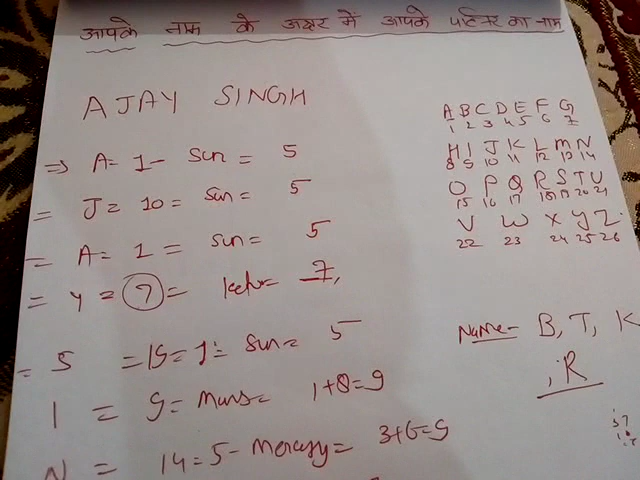 आपके नाम के अक्षर में आपके पार्टनर का नाम
AJAY SINGH
⇒ A = 1 - Sun = 5
= J = 10 = Sun = 5
= A = 1 = Sun = 5
= Y = 7 = Ketu = 7,
= S = 19 = 1 = Sun = 5
I = 9 = Mars = 1+8=9
N = 14 = 5 - Mercury = 3+6=9
A B C D E F G
1 2 3 4 5 6 7
H I J K L M N
8 9 10 11 12 13 14
O P Q R S T U
15 16 17 18 19 20 21
V W X Y Z
22 23 24 25 26
Name - B, T, K
, R